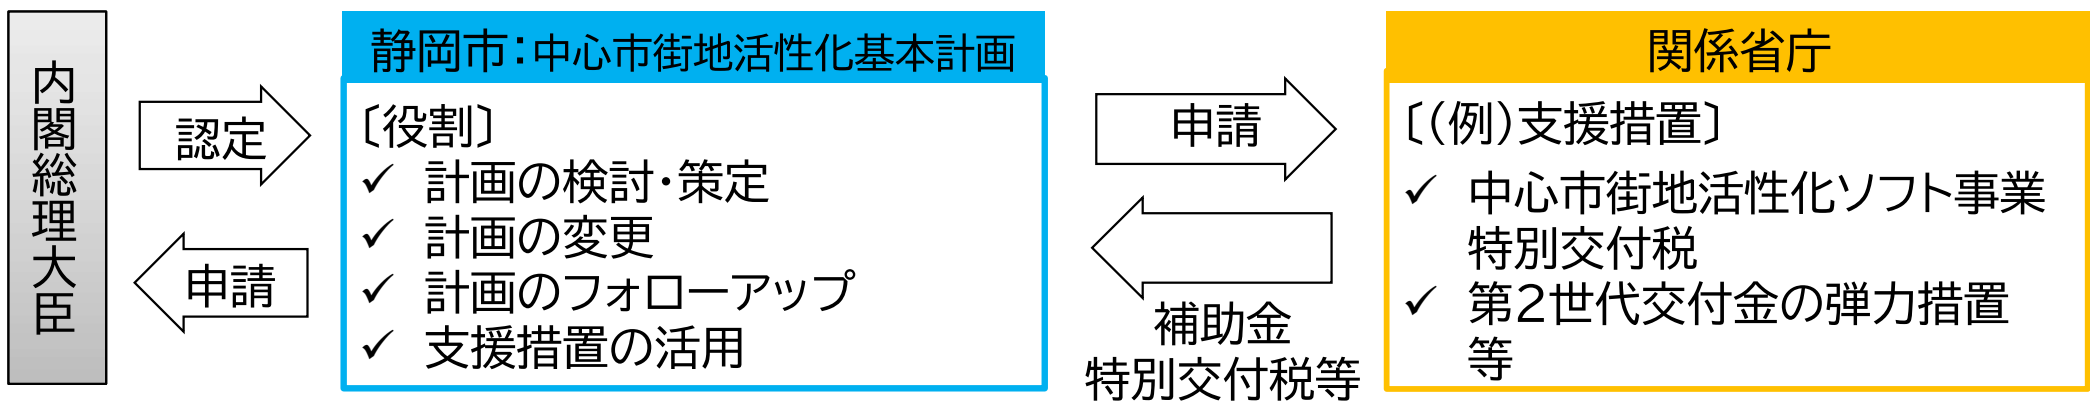 内閣総理大臣
認定
申請
静岡市：中心市街地活性化基本計画
〔役割〕
✓ 計画の検討・策定
✓ 計画の変更
✓ 計画のフォローアップ
✓ 支援措置の活用
申請
補助金
特別交付税等
関係省庁
〔（例）支援措置〕
✓ 中心市街地活性化ソフト事業
特別交付税
✓ 第2世代交付金の弾力措置
等